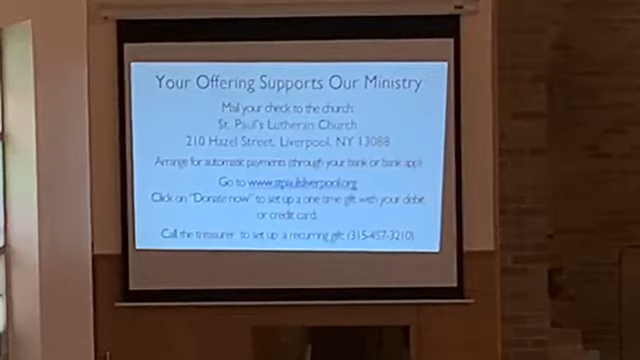 Your Offering Supports Our Ministry
Mail your check to the church:
St. Paul's Lutheran Church
210 Hazel Street, Liverpool, NY 13088
Arrange for automatic payments (through your bank or bank app)
Go to www.stpaulsliverpool.org
Click on "Donate now" to set up a one time gift with your debit
or credit card.
Call the treasurer to set up a recurring gift (315-457-3210)